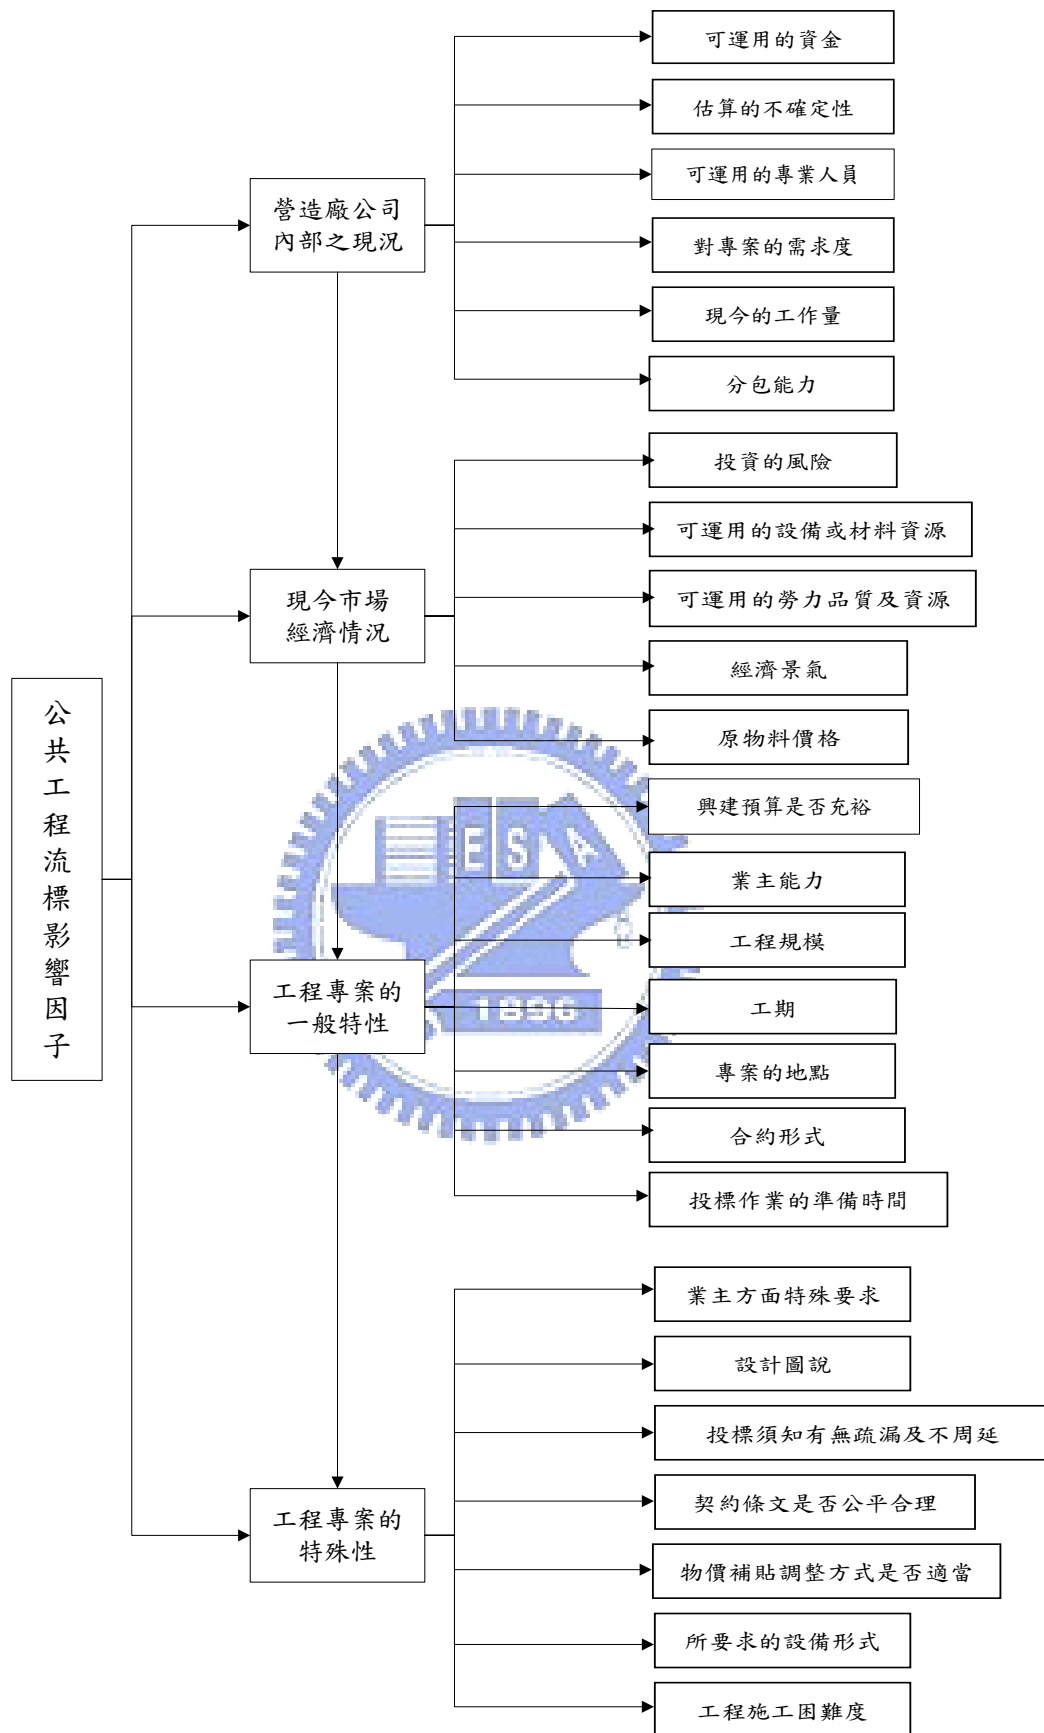 公共工程流標影響因子
營造廠公司
內部之現況
可運用的資金
估算的不確定性
可運用的專業人員
對專案的需求度
現今的工作量
分包能力
現今市場
經濟情況
投資的風險
可運用的設備或材料資源
可運用的勞力品質及資源
經濟景氣
原物料價格
工程專案的
一般特性
興建預算是否充裕
業主能力
工程規模
工期
專案的地點
合約形式
投標作業的準備時間
工程專案的
特殊性
業主方面特殊要求
設計圖說
投標須知有無疏漏及不周延
契約條文是否公平合理
物價補貼調整方式是否適當
所要求的設備形式
工程施工困難度
ESA
1896